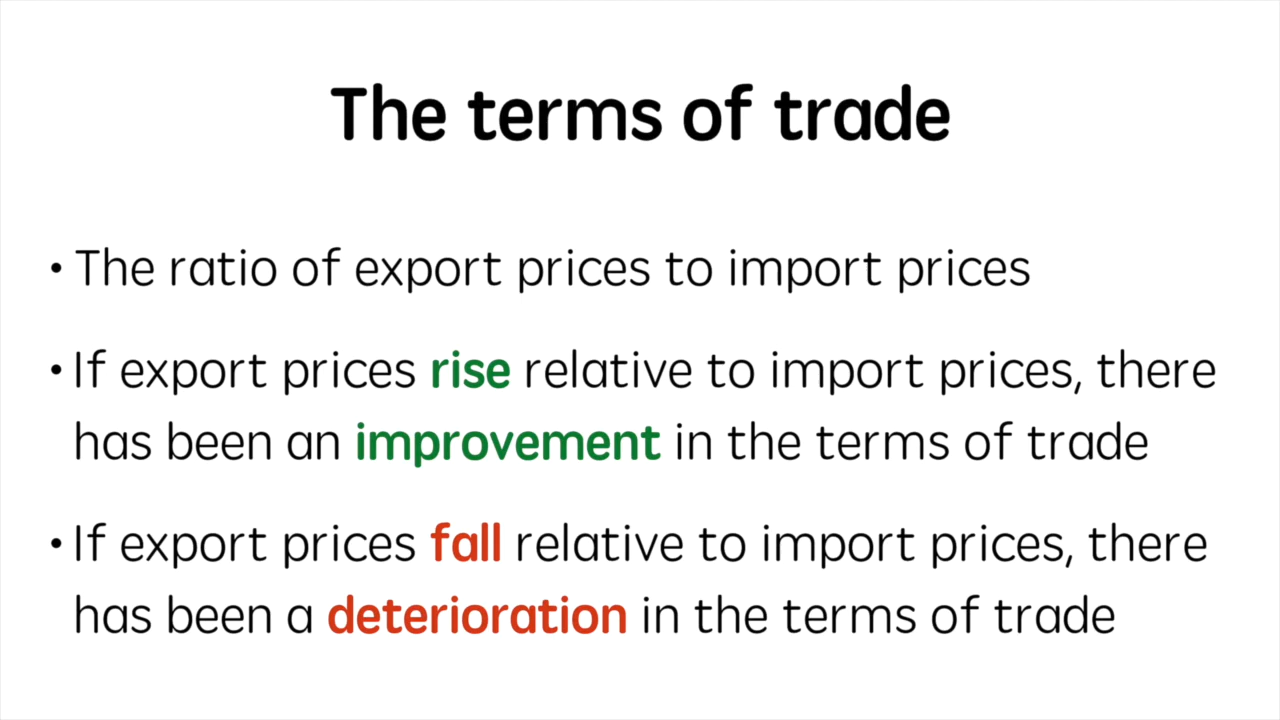 The terms of trade
• The ratio of export prices to import prices
• If export prices rise relative to import prices, there
has been an improvement in the terms of trade
• If export prices fall relative to import prices, there
has been a deterioration in the terms of trade